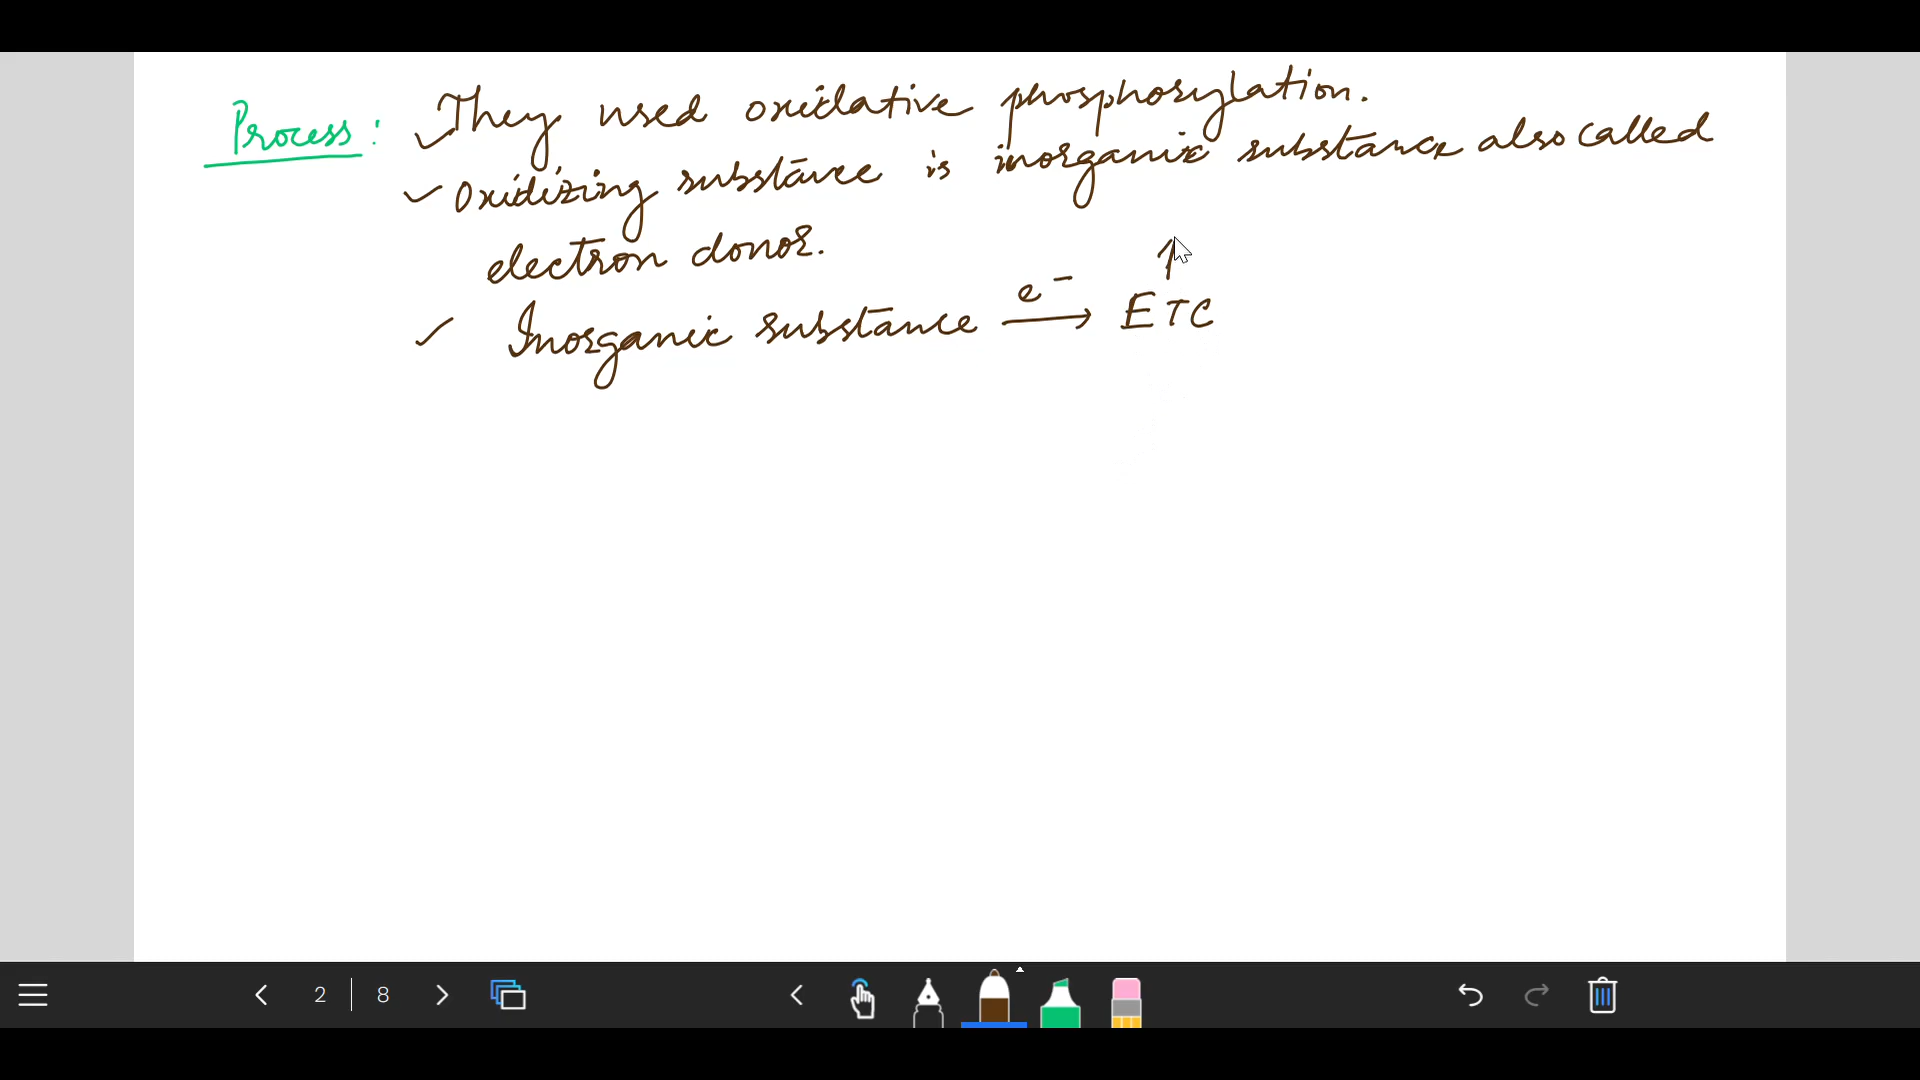 Process : They used oxidative phosphorylation.
Oxidizing substance is inorganic substance also called
electron donor.
Inorganic substance e⁻ → ETC ↑
2 | 8